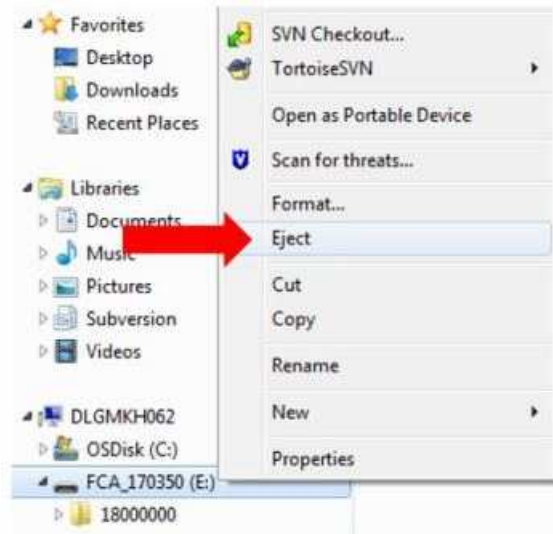 Favorites
Desktop
Downloads
Recent Places
Libraries
Documents
Music
Pictures
Subversion
Videos
DLGMKH062
OSDisk (C:)
FCA_170350 (E:)
18000000
SVN Checkout...
TortoiseSVN
Open as Portable Device
Scan for threats...
Format...
Eject
Cut
Copy
Rename
New
Properties